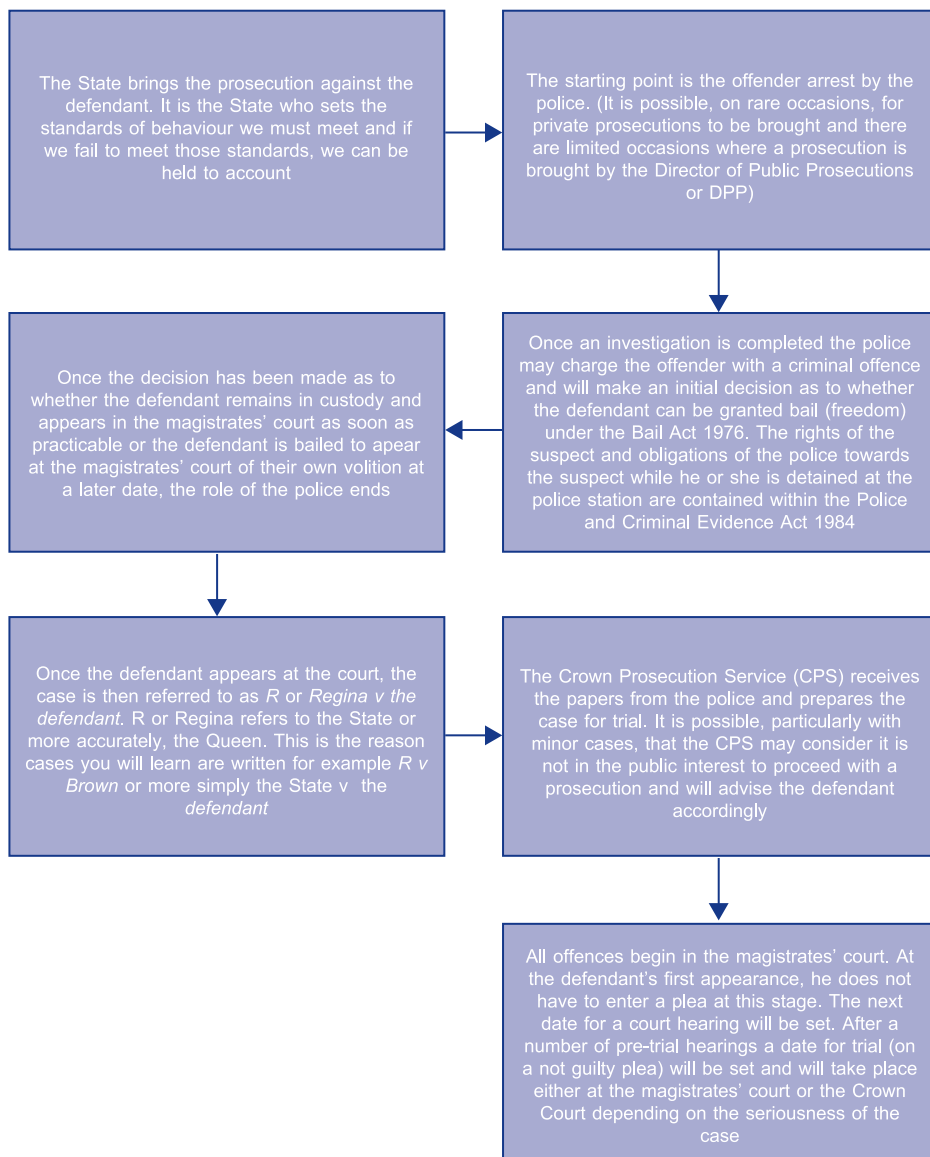 The State brings the prosecution against the
defendant. It is the State who sets the
standards of behaviour we must meet and if
we fail to meet those standards, we can be
held to account
The starting point is the offender arrest by the
police. (It is possible, on rare occasions, for
private prosecutions to be brought and there
are limited occasions where a prosecution is
brought by the Director of Public Prosecutions
or DPP)
Once an investigation is completed the police
may charge the offender with a criminal offence
and will make an initial decision as to whether
the defendant can be granted bail (freedom)
under the Bail Act 1976. The rights of the
suspect and obligations of the police towards
the suspect while he or she is detained at the
police station are contained within the Police
and Criminal Evidence Act 1984
Once the decision has been made as to
whether the defendant remains in custody and
appears in the magistrates' court as soon as
practicable or the defendant is bailed to apear
at the magistrates' court of their own volition at
a later date, the role of the police ends
Once the defendant appears at the court, the
case is then referred to as R or Regina v the
defendant. R or Regina refers to the State or
more accurately, the Queen. This is the reason
cases you will learn are written for example R v
Brown or more simply the State v the
defendant
The Crown Prosecution Service (CPS) receives
the papers from the police and prepares the
case for trial. It is possible, particularly with
minor cases, that the CPS may consider it is
not in the public interest to proceed with a
prosecution and will advise the defendant
accordingly
All offences begin in the magistrates' court. At
the defendant's first appearance, he does not
have to enter a plea at this stage. The next
date for a court hearing will be set. After a
number of pre-trial hearings a date for trial (on
a not guilty plea) will be set and will take place
either at the magistrates' court or the Crown
Court depending on the seriousness of the
case